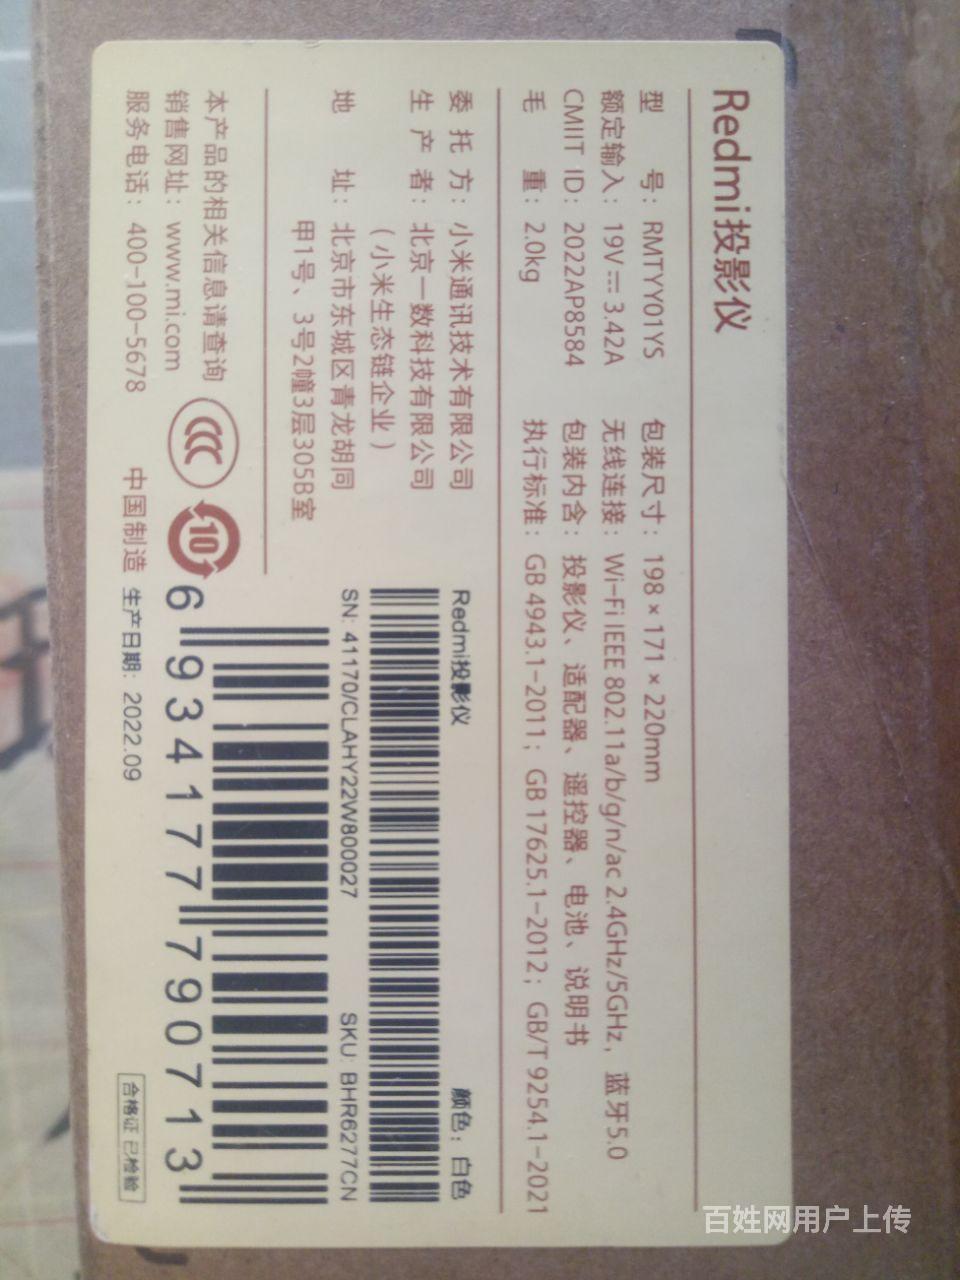 Redmi投影仪
型 号：RMTYY01YS 包装尺寸：198×171×220mm
额定输入：19V⎓3.42A 无线连接：Wi-Fi IEEE 802.11a/b/g/n/ac 2.4GHz/5GHz，蓝牙5.0
CMIIT ID：2022AP8584 包装内含：投影仪、适配器、遥控器、电池、说明书
毛 重：2.0kg 执行标准：GB 4943.1-2011；GB 17625.1-2012；GB/T 9254.1-2021
委 托 方：小米通讯技术有限公司
生 产 者：北京一数科技有限公司
（小米生态链企业）
地 址：北京市东城区青龙胡同
甲1号、3号2幢3层305B室
Redmi投影仪 颜色：白色
SN: 41170/CLAHY22W800027 SKU: BHR6277CN
本产品的相关信息请查询
销售网址：www.mi.com
服务电话：400-100-5678
CCC
10
中国制造 生产日期: 2022.09
6 934177 790713
合格证 已检验
百姓网用户上传